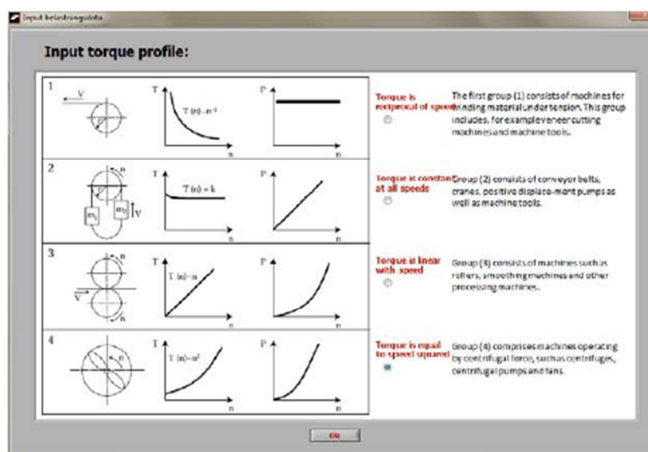 Input belastningsdata
Input torque profile:
1
V
r
T
T (n)=n⁻¹
n
P
n
Torque is
reciprocal of speed
The first group (1) consists of machines for
winding material under tension. This group
includes, for example veneer cutting
machines and machine tools.
2
n
m₁
m₂
V
T
T (n) = k
n
P
n
Torque is constant
at all speeds
Group (2) consists of conveyor belts,
cranes, positive displace-ment pumps as
well as machine tools.
3
n
V
n
T
T (n)=n
n
P
n
Torque is linear
with speed
Group (3) consists of machines such as
rollers, smoothing machines and other
processing machines.
4
n
T
T (n)=n²
n
P
n
Torque is equal
to speed squared
Group (4) comprises machines operating
by centrifugal force, such as centrifuges,
centrifugal pumps and fans.
Ok